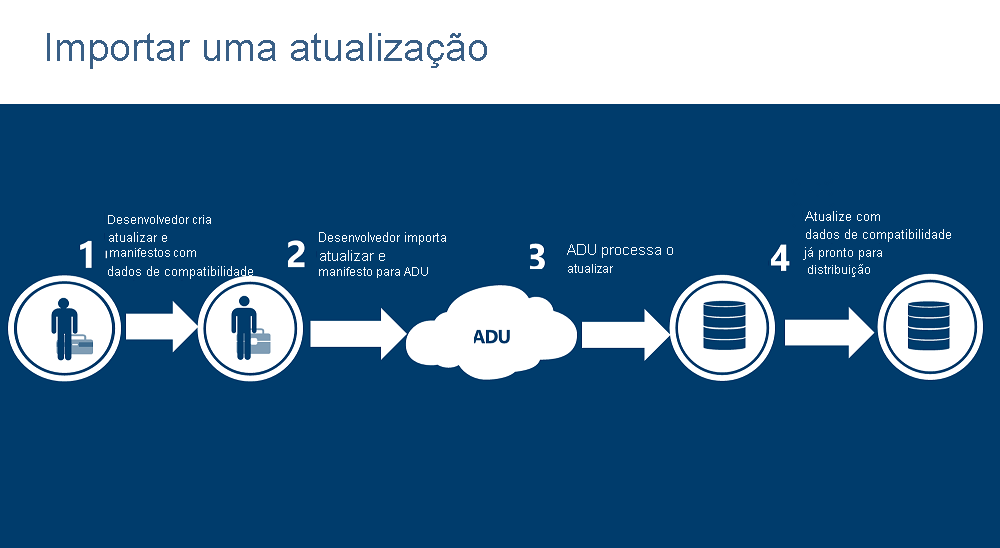 Importar uma atualização
1
Desenvolvedor cria
atualizar e
manifestos com
dados de compatibilidade
2
Desenvolvedor importa
atualizar e
manifesto para ADU
3
ADU processa o
atualizar
4
Atualize com
dados de compatibilidade
já pronto para
distribuição
ADU